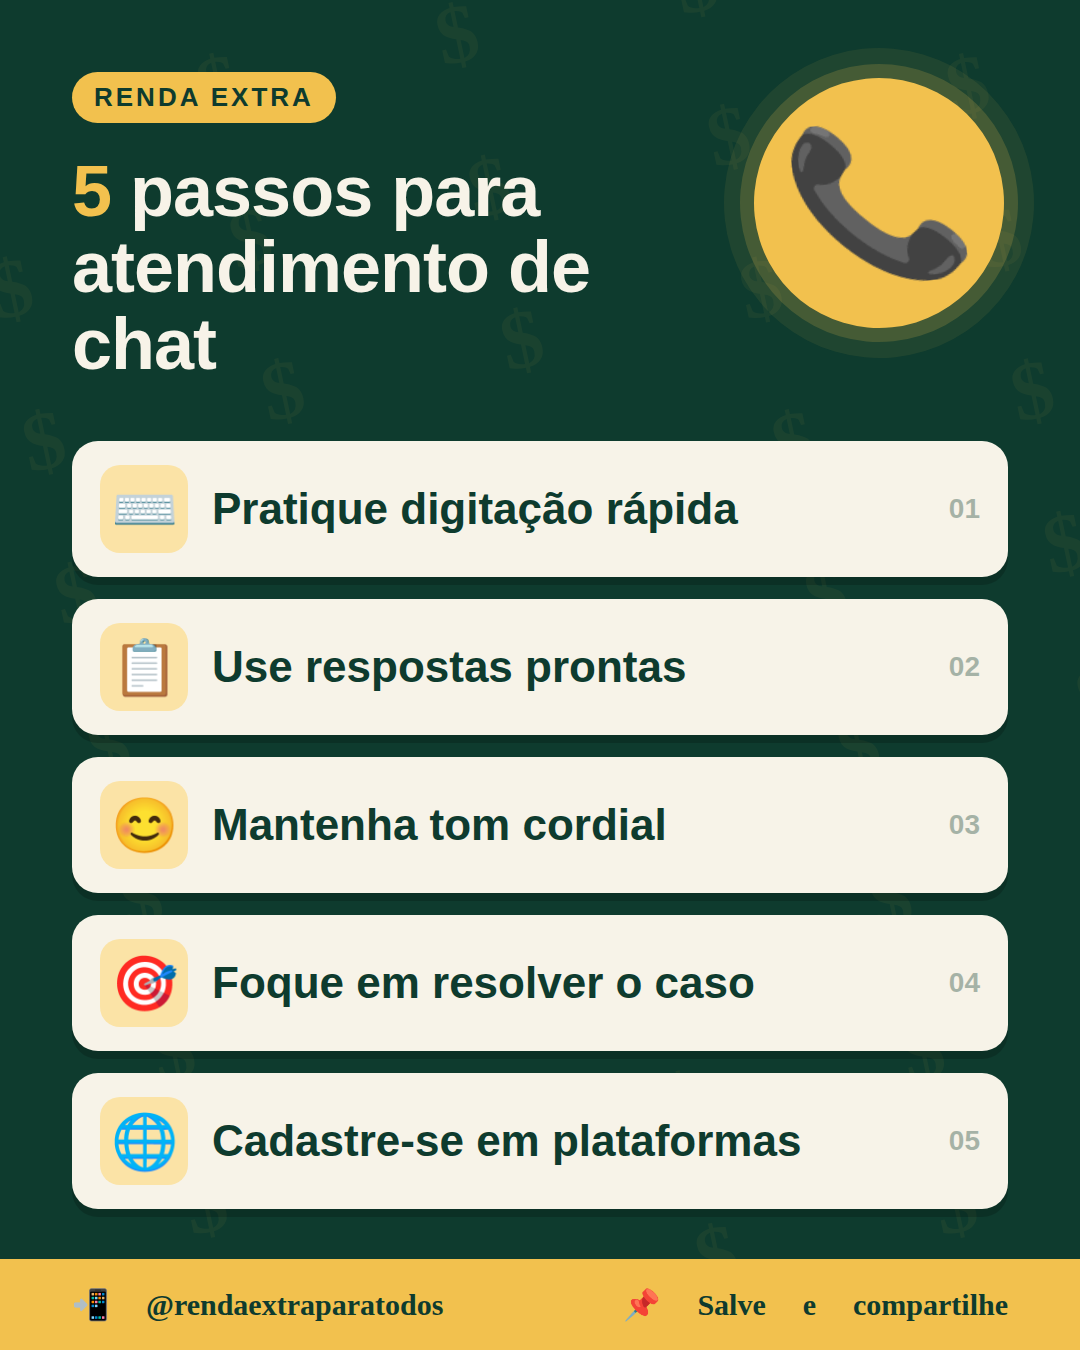 RENDA EXTRA
5 passos para
atendimento de
chat
Pratique digitação rápida
01
Use respostas prontas
02
Mantenha tom cordial
03
Foque em resolver o caso
04
Cadastre-se em plataformas
05
@rendaextraparatodos
Salve e compartilhe